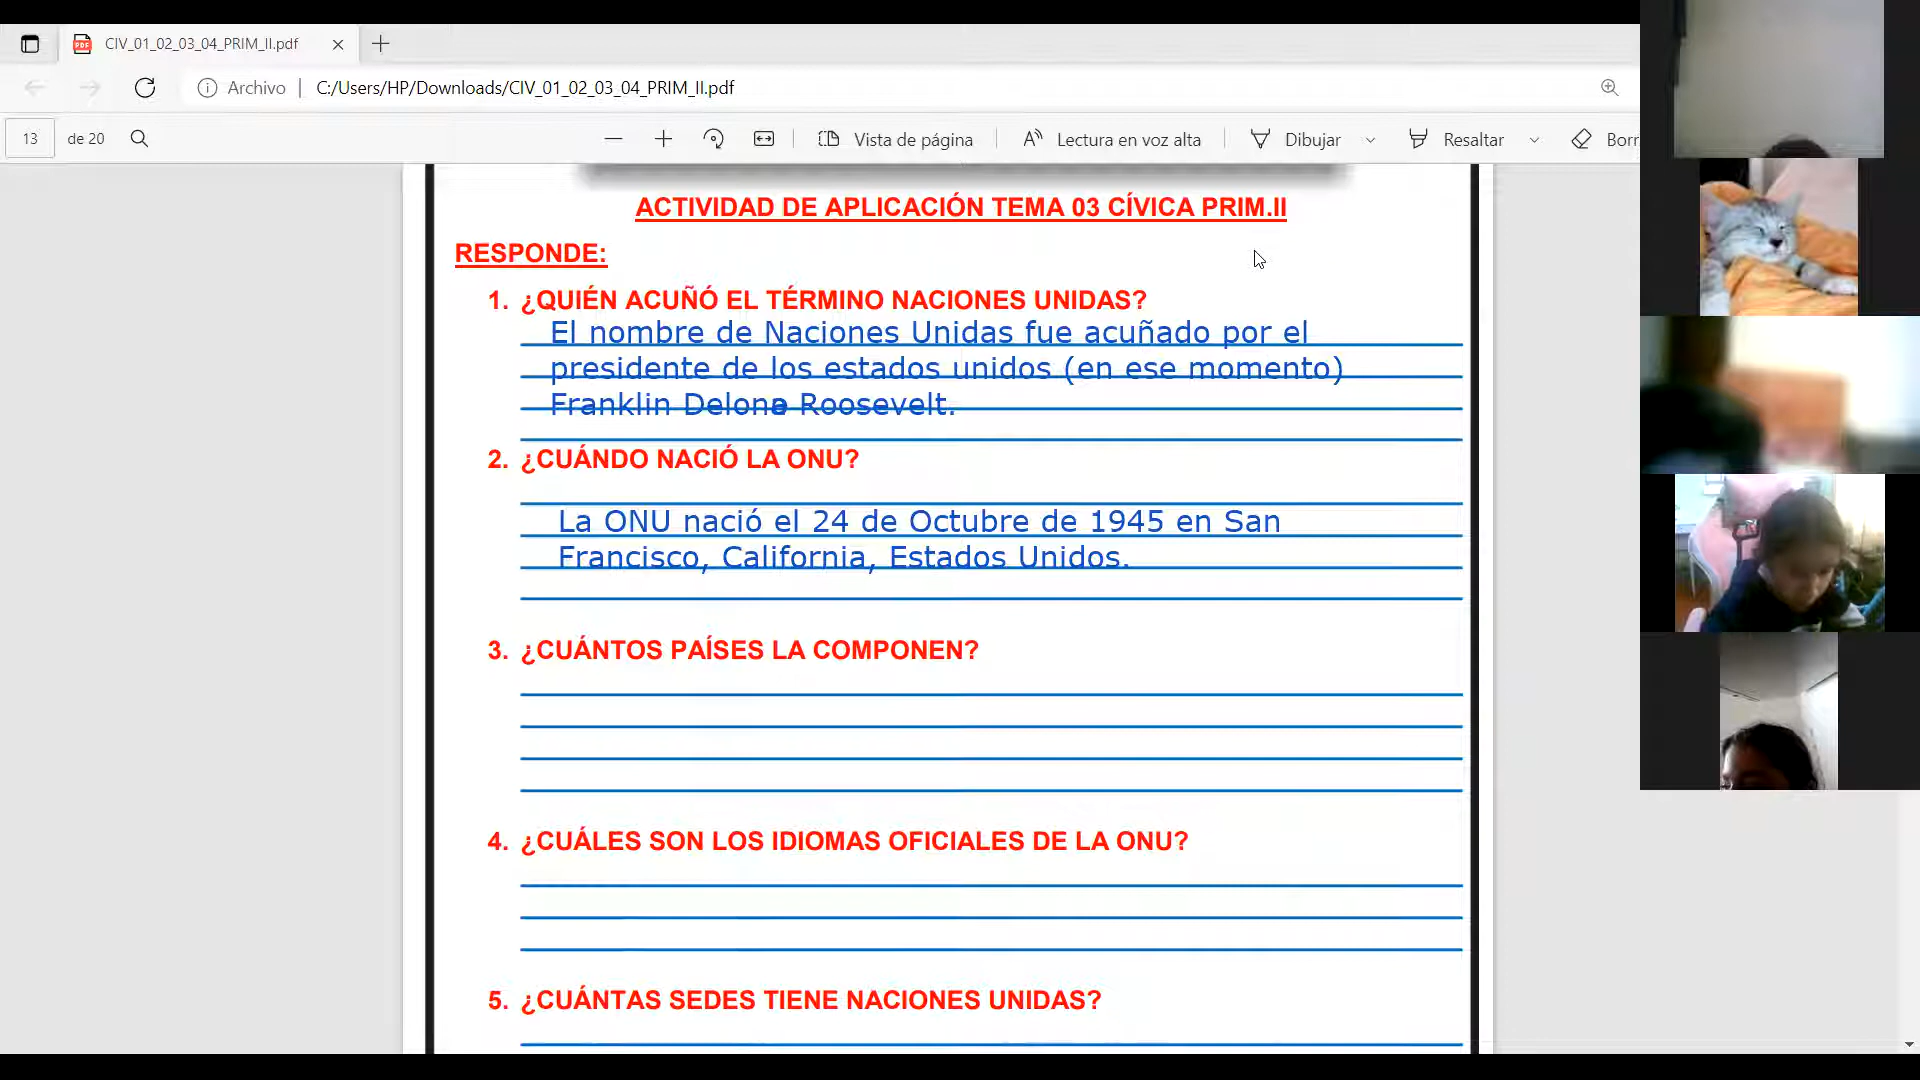 CIV_01_02_03_04_PRIM_II.pdf
Archivo
C:/Users/HP/Downloads/CIV_01_02_03_04_PRIM_II.pdf
13 de 20
Vista de página
Lectura en voz alta
Dibujar
Resaltar
Borr
ACTIVIDAD DE APLICACIÓN TEMA 03 CÍVICA PRIM.II
RESPONDE:
1. ¿QUIÉN ACUÑÓ EL TÉRMINO NACIONES UNIDAS?
El nombre de Naciones Unidas fue acuñado por el
presidente de los estados unidos (en ese momento)
Franklin Delono Roosevelt.
2. ¿CUÁNDO NACIÓ LA ONU?
La ONU nació el 24 de Octubre de 1945 en San
Francisco, California, Estados Unidos.
3. ¿CUÁNTOS PAÍSES LA COMPONEN?
4. ¿CUÁLES SON LOS IDIOMAS OFICIALES DE LA ONU?
5. ¿CUÁNTAS SEDES TIENE NACIONES UNIDAS?